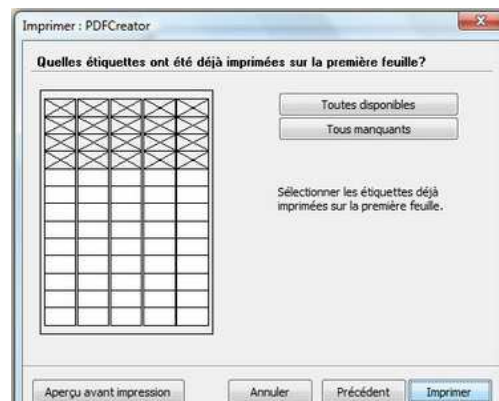 Imprimer : PDFCreator
Quelles étiquettes ont été déjà imprimées sur la première feuille?
Toutes disponibles
Tous manquants
Sélectionner les étiquettes déjà
imprimées sur la première feuille.
Aperçu avant impression
Annuler
Précédent
Imprimer